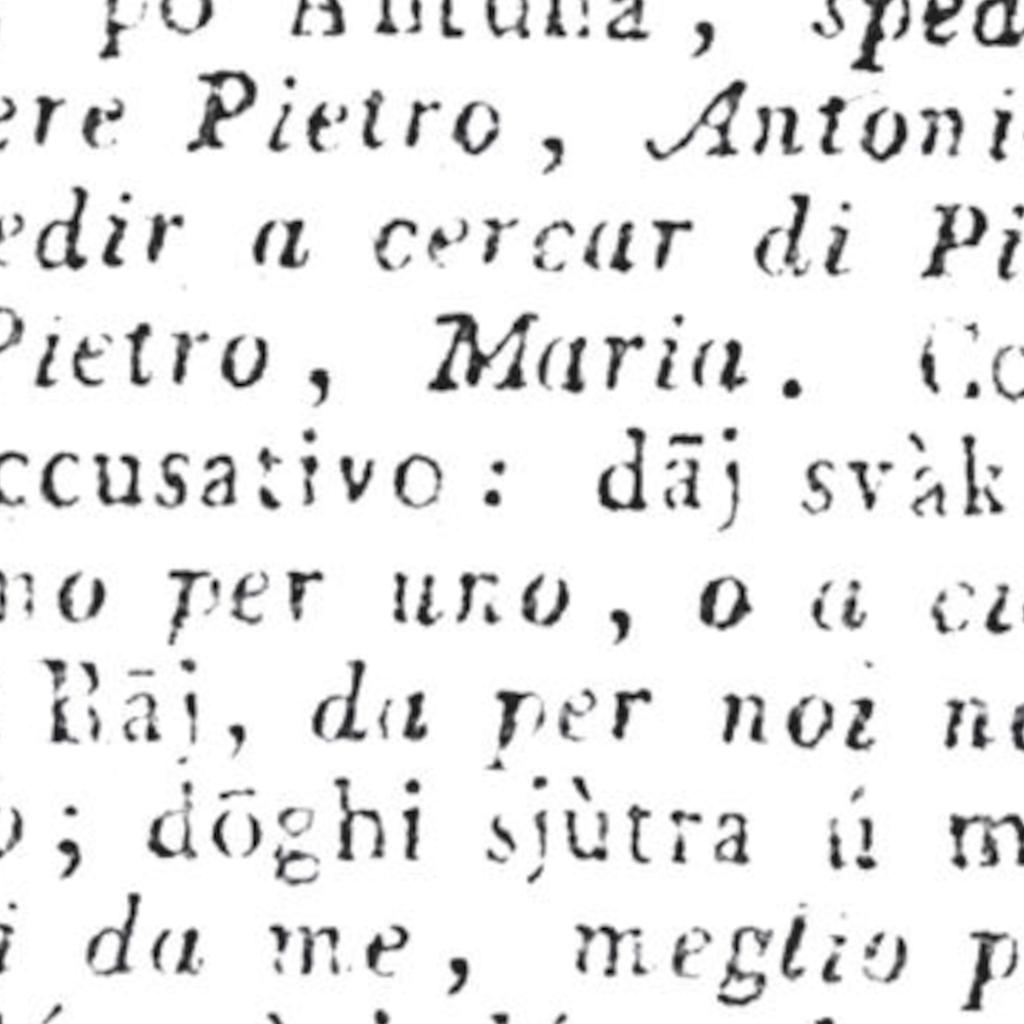 po Antuna, sped
ere Pietro, Antoni
edir a cercar di Pi
Pietro, Maria. Co
ccusativo: dāj svàk
no per uno, o a cu
Bāj, da per noi ne
o; dōghi sjùtra ú m
i da me, meglio p